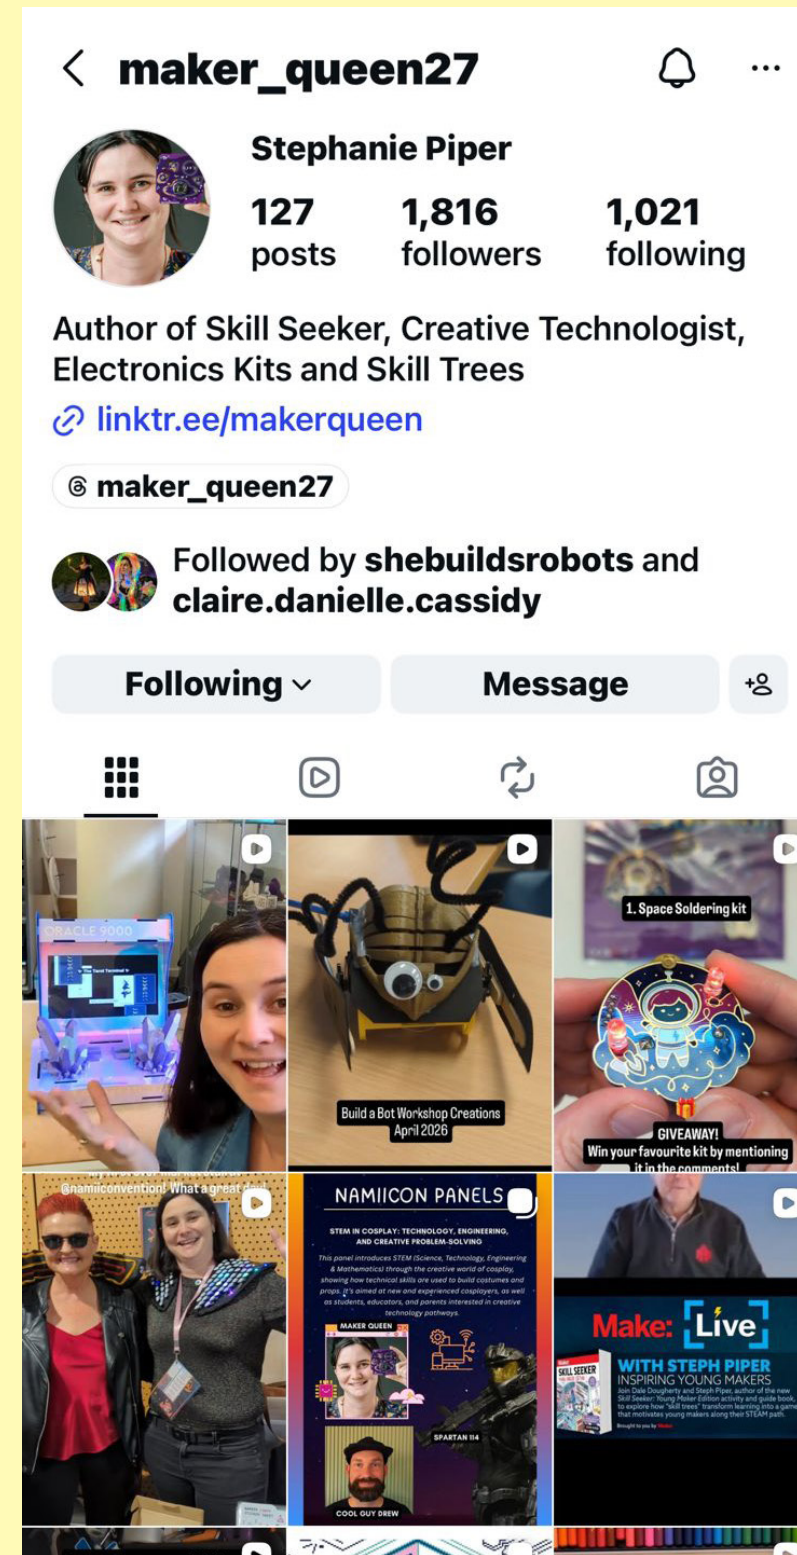 maker_queen27
Stephanie Piper
127 1,816 1,021
posts followers following
Author of Skill Seeker, Creative Technologist,
Electronics Kits and Skill Trees
linktr.ee/makerqueen
maker_queen27
Followed by shebuildsrobots and
claire.danielle.cassidy
Following
Message
ORACLE 9000
The Tarot Terminal
Build a Bot Workshop Creations
April 2026
1. Space Soldering kit
GIVEAWAY!
Win your favourite kit by mentioning
it in the comments!
@namiiconvention! What a great day
NAMIICON PANELS
STEM IN COSPLAY: TECHNOLOGY, ENGINEERING,
AND CREATIVE PROBLEM-SOLVING
This panel introduces STEM (Science, Technology, Engineering
& Mathematics) through the creative world of cosplay,
showing how technical skills are used to build costumes and
props. It's aimed at new and experienced cosplayers, as well
as students, educators, and parents interested in creative
technology pathways.
MAKER QUEEN
SPARTAN 114
COOL GUY DREW
Make: Live
WITH STEPH PIPER
INSPIRING YOUNG MAKERS
Join Dale Dougherty and Steph Piper, author of the new
Skill Seeker: Young Maker Edition activity and guide book,
to explore how "skill trees" transform learning into a game
that motivates young makers along their STEAM path.
Brought to you by Make:
SKILL SEEKER